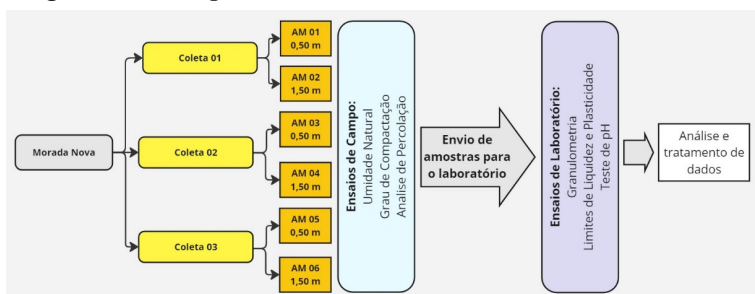 Morada Nova
Coleta 01
Coleta 02
Coleta 03
AM 01
0,50 m
AM 02
1,50 m
AM 03
0,50 m
AM 04
1,50 m
AM 05
0,50 m
AM 06
1,50 m
Ensaios de Campo:
Umidade Natural
Grau de Compactação
Analise de Percolação
Envio de
amostras para
o laboratório
Ensaios de Laboratório:
Granulometria
Limites de Liquidez e Plasticidade
Teste de pH
Análise e
tratamento de
dados